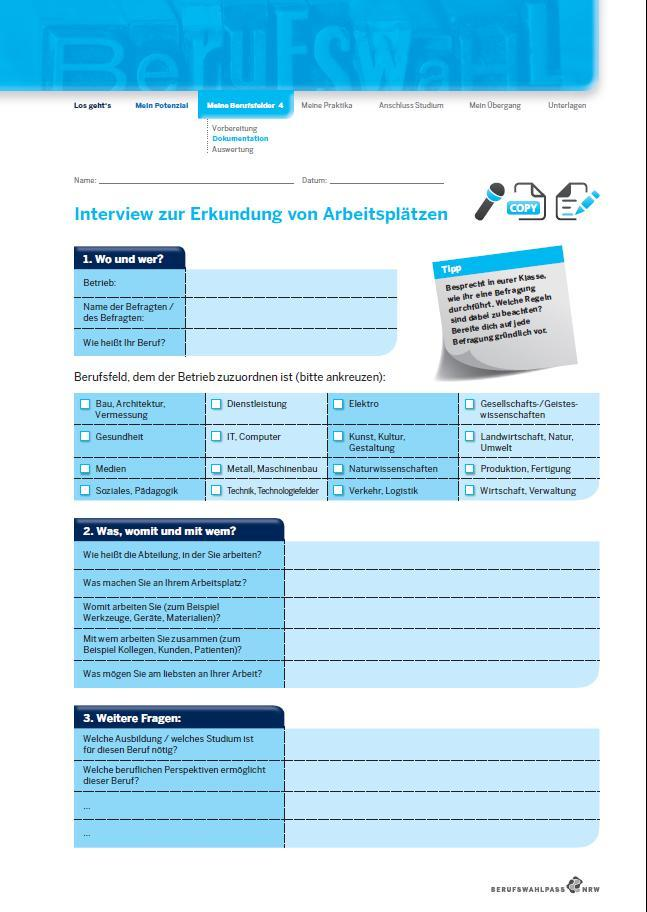 BerufswaHl
Los geht's Mein Potenzial Meine Berufsfelder 4 Meine Praktika Anschluss Studium Mein Übergang Unterlagen
Vorbereitung
Dokumentation
Auswertung
Name: Datum:
COPY
Interview zur Erkundung von Arbeitsplätzen
1. Wo und wer?
Betrieb:
Name der Befragten /
des Befragten:
Wie heißt Ihr Beruf?
Tipp
Besprecht in eurer Klasse,
wie ihr eine Befragung
durchführt. Welche Regeln
sind dabei zu beachten?
Bereite dich auf jede
Befragung gründlich vor.
Berufsfeld, dem der Betrieb zuzuordnen ist (bitte ankreuzen):
Bau, Architektur,
Vermessung
Dienstleistung
Elektro
Gesellschafts-/Geistes-
wissenschaften
Gesundheit
IT, Computer
Kunst, Kultur,
Gestaltung
Landwirtschaft, Natur,
Umwelt
Medien
Metall, Maschinenbau
Naturwissenschaften
Produktion, Fertigung
Soziales, Pädagogik
Technik, Technologiefelder
Verkehr, Logistik
Wirtschaft, Verwaltung
2. Was, womit und mit wem?
Wie heißt die Abteilung, in der Sie arbeiten?
Was machen Sie an Ihrem Arbeitsplatz?
Womit arbeiten Sie (zum Beispiel
Werkzeuge, Geräte, Materialien)?
Mit wem arbeiten Sie zusammen (zum
Beispiel Kollegen, Kunden, Patienten)?
Was mögen Sie am liebsten an Ihrer Arbeit?
3. Weitere Fragen:
Welche Ausbildung / welches Studium ist
für diesen Beruf nötig?
Welche beruflichen Perspektiven ermöglicht
dieser Beruf?
...
...
BERUFSWAHLPASS NRW